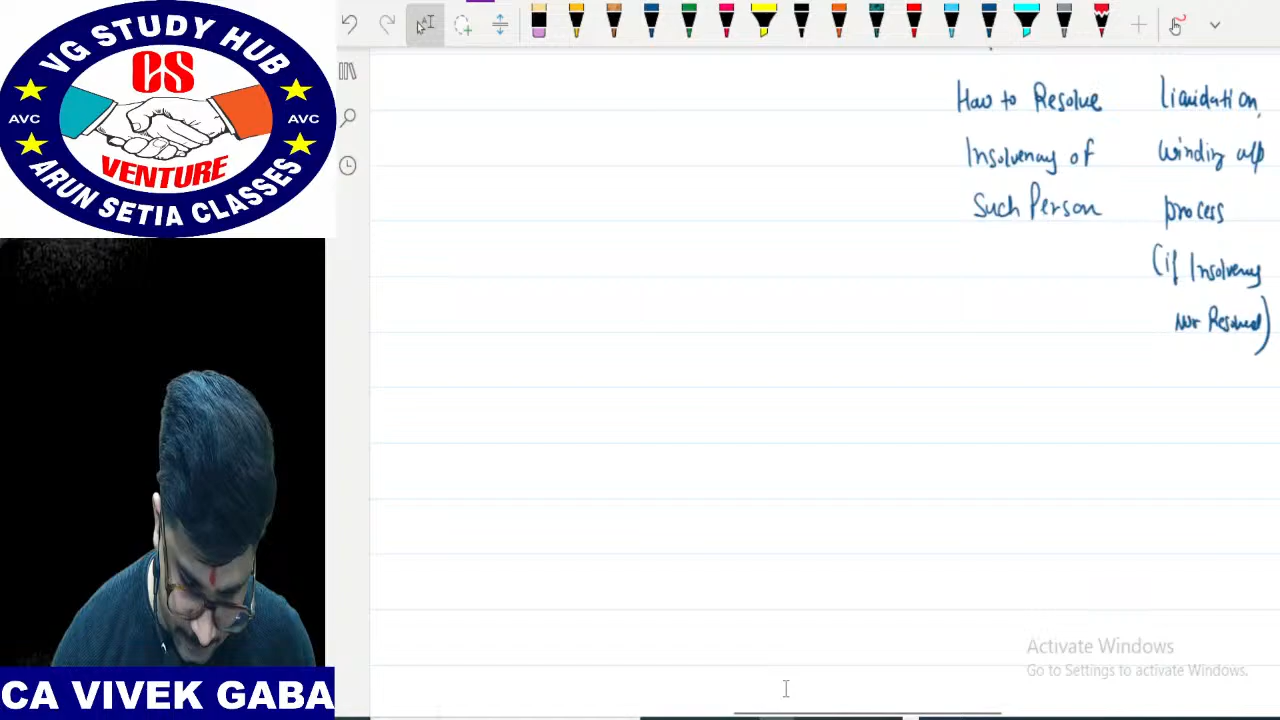 VG STUDY HUB
CS
AVC
AVC
VENTURE
ARUN SETIA CLASSES
How to Resolve
Insolvency of
Such Person
Liquidation,
winding up
process
(if Insolvency
not Resolved)
Activate Windows
Go to Settings to activate Windows.
CA VIVEK GABA